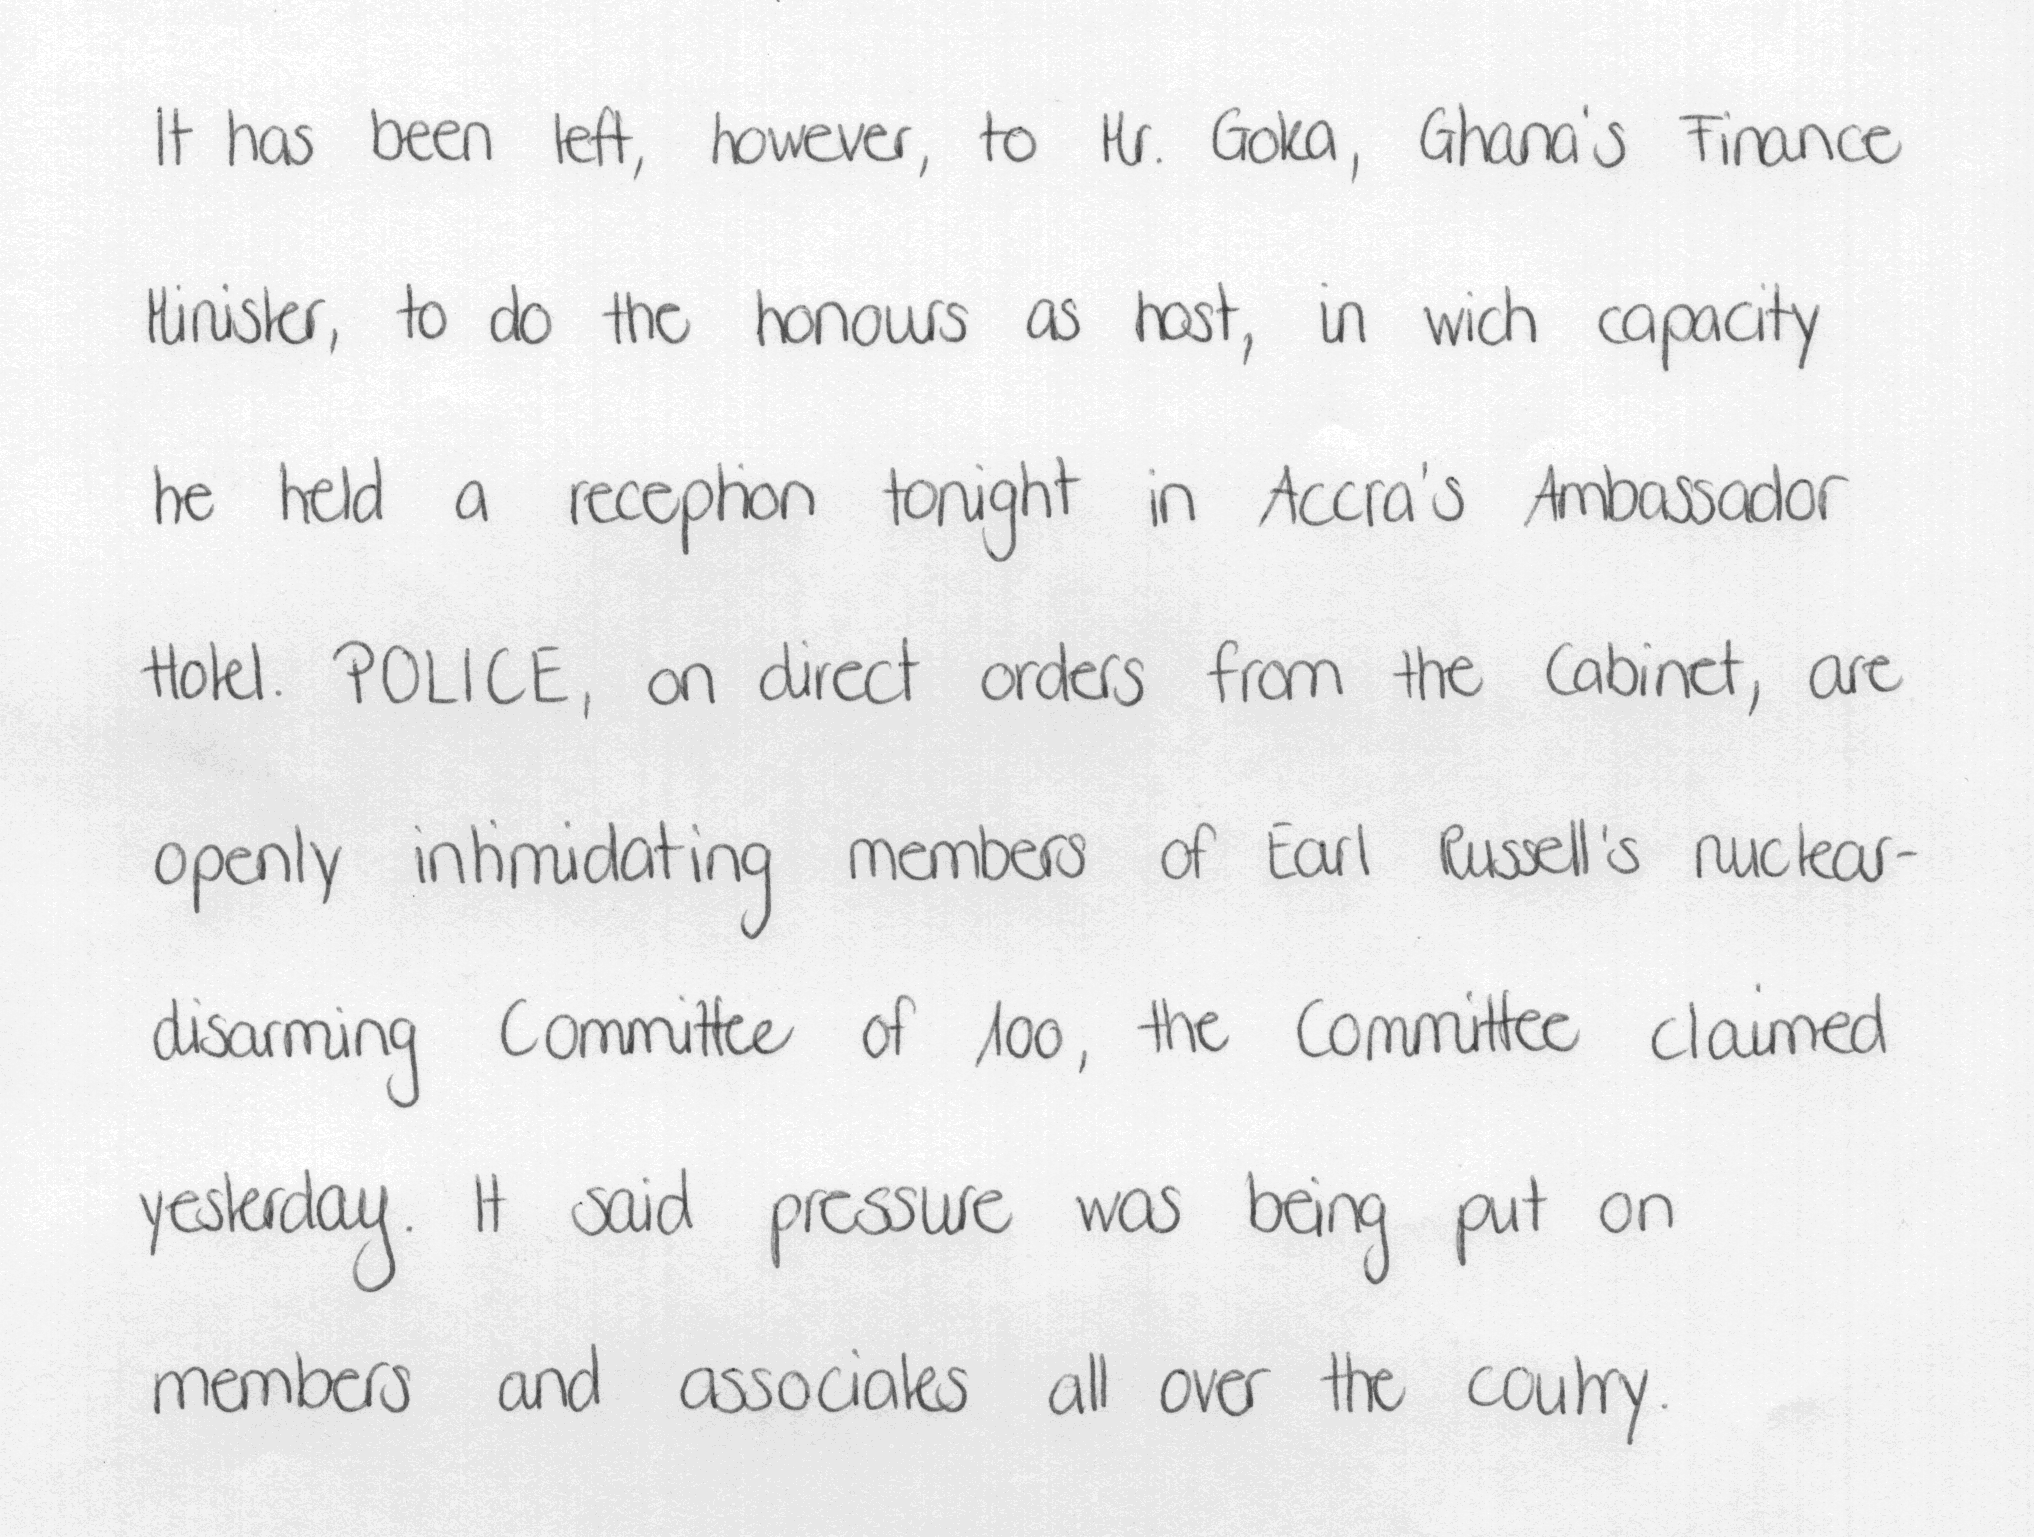 It has been left, however, to Mr. Goka, Ghana's Finance
Minister, to do the honours as host, in wich capacity
he held a reception tonight in Accra's Ambassador
Hotel. POLICE, on direct orders from the Cabinet, are
openly intimidating members of Earl Russell's nuclear-
disarming Committee of 100, the Committee claimed
yesterday. It said pressure was being put on
members and associates all over the coutry.